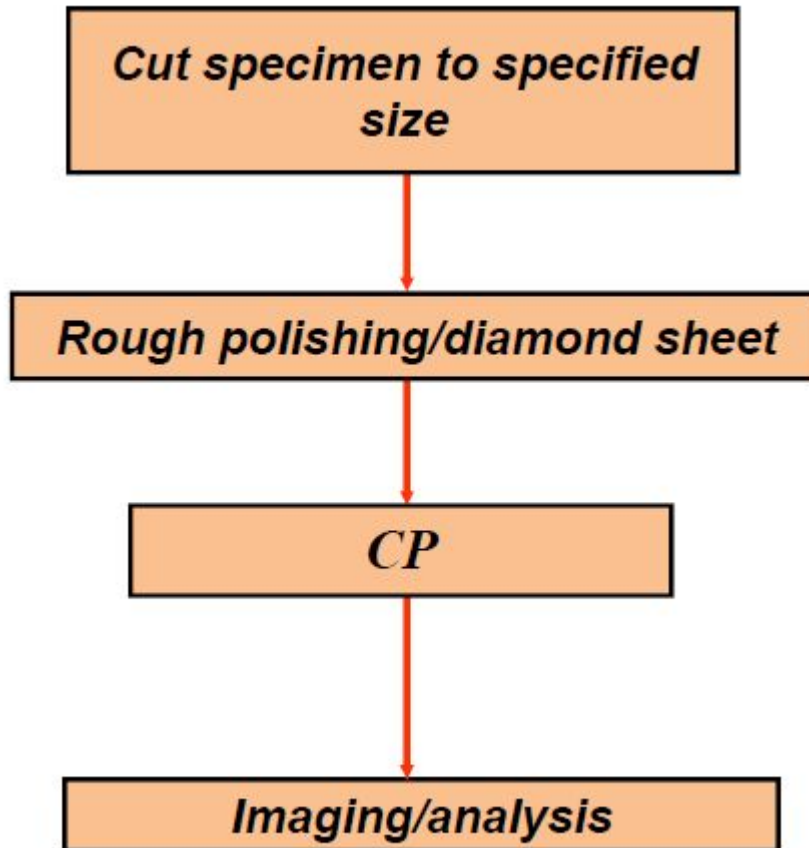 Cut specimen to specified
size
Rough polishing/diamond sheet
CP
Imaging/analysis